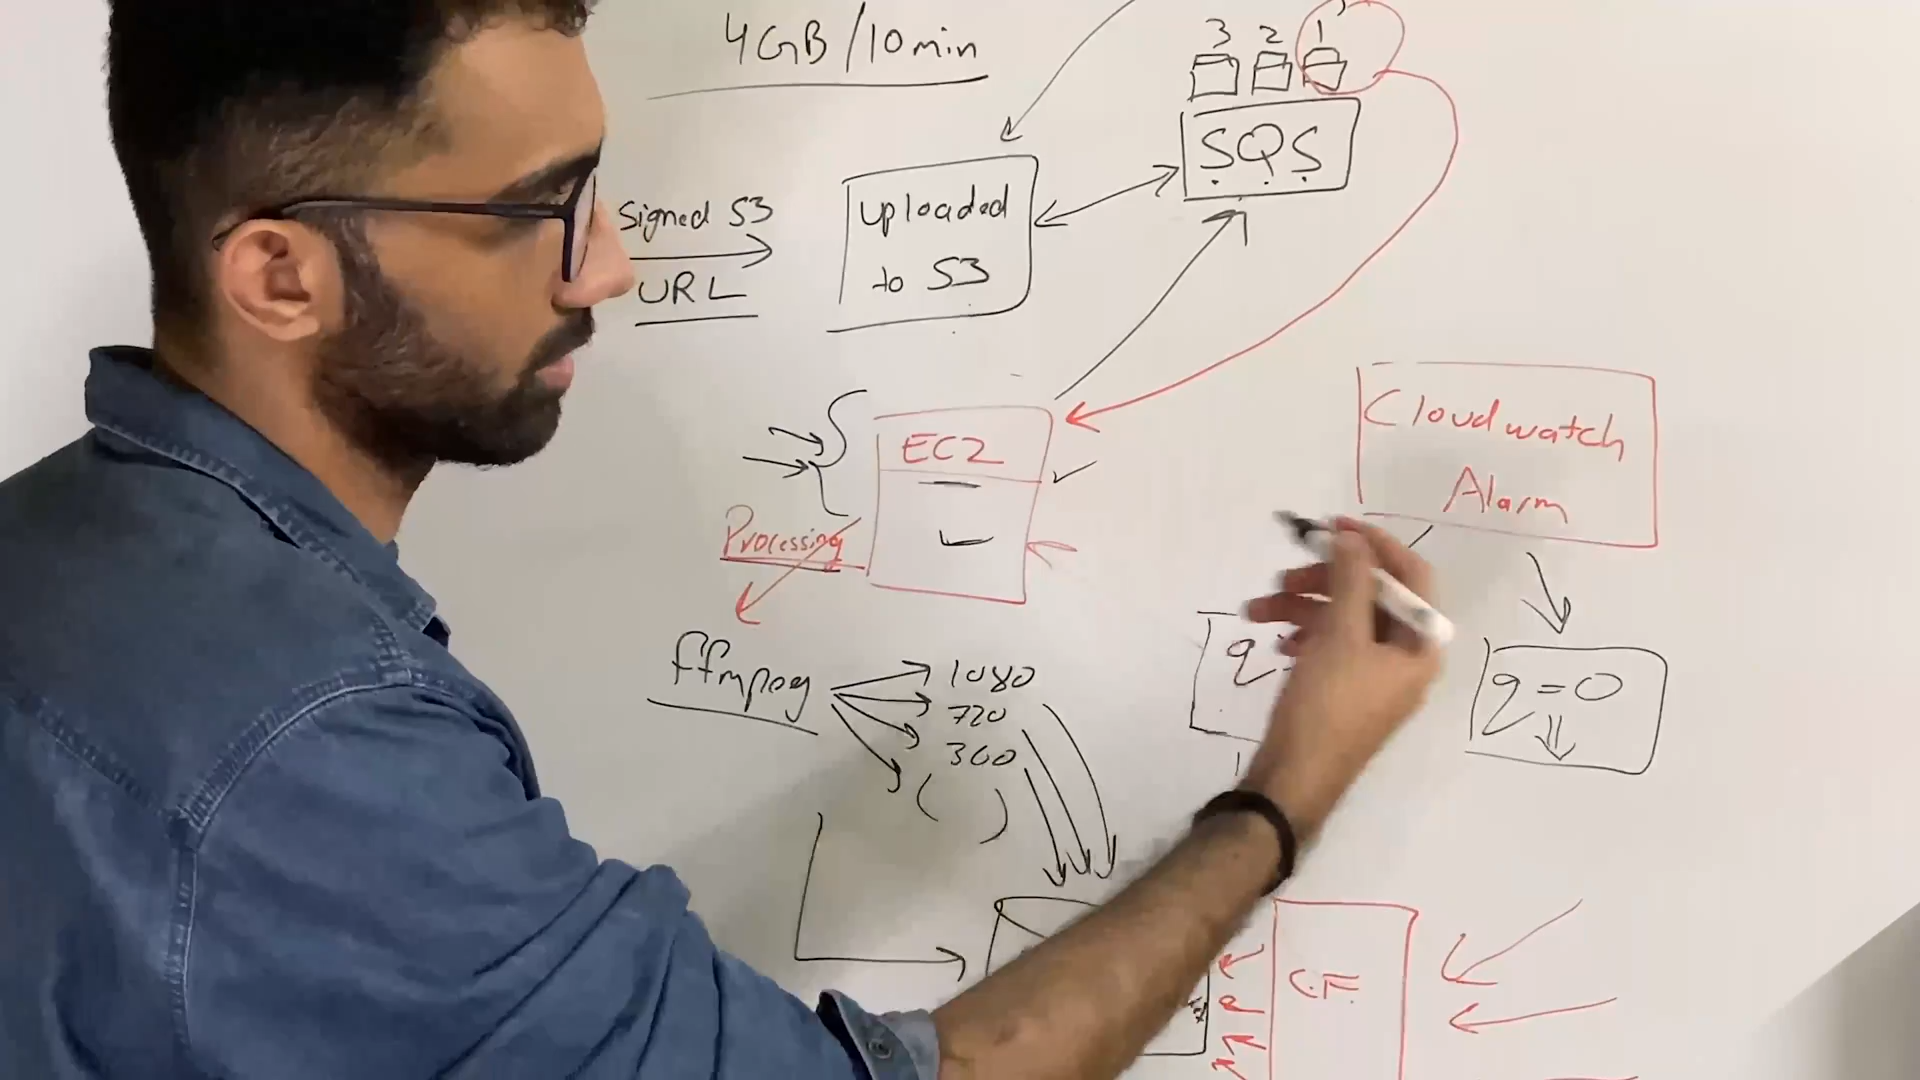 4GB/10min
3 2 1
SQS
Signed S3
URL
uploaded
to S3
EC2
Processing
Cloudwatch
Alarm
ffmpeg
1080
720
360
( )
q
q=0
C.F.